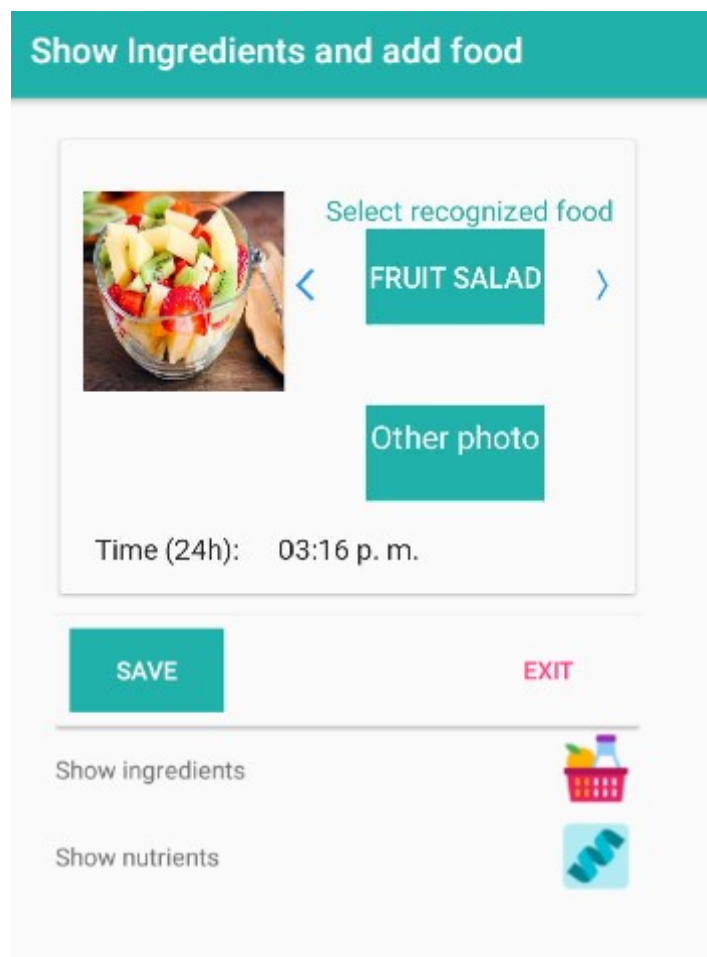 Show Ingredients and add food
Select recognized food
FRUIT SALAD
Other photo
Time (24h): 03:16 p. m.
SAVE
EXIT
Show ingredients
Show nutrients